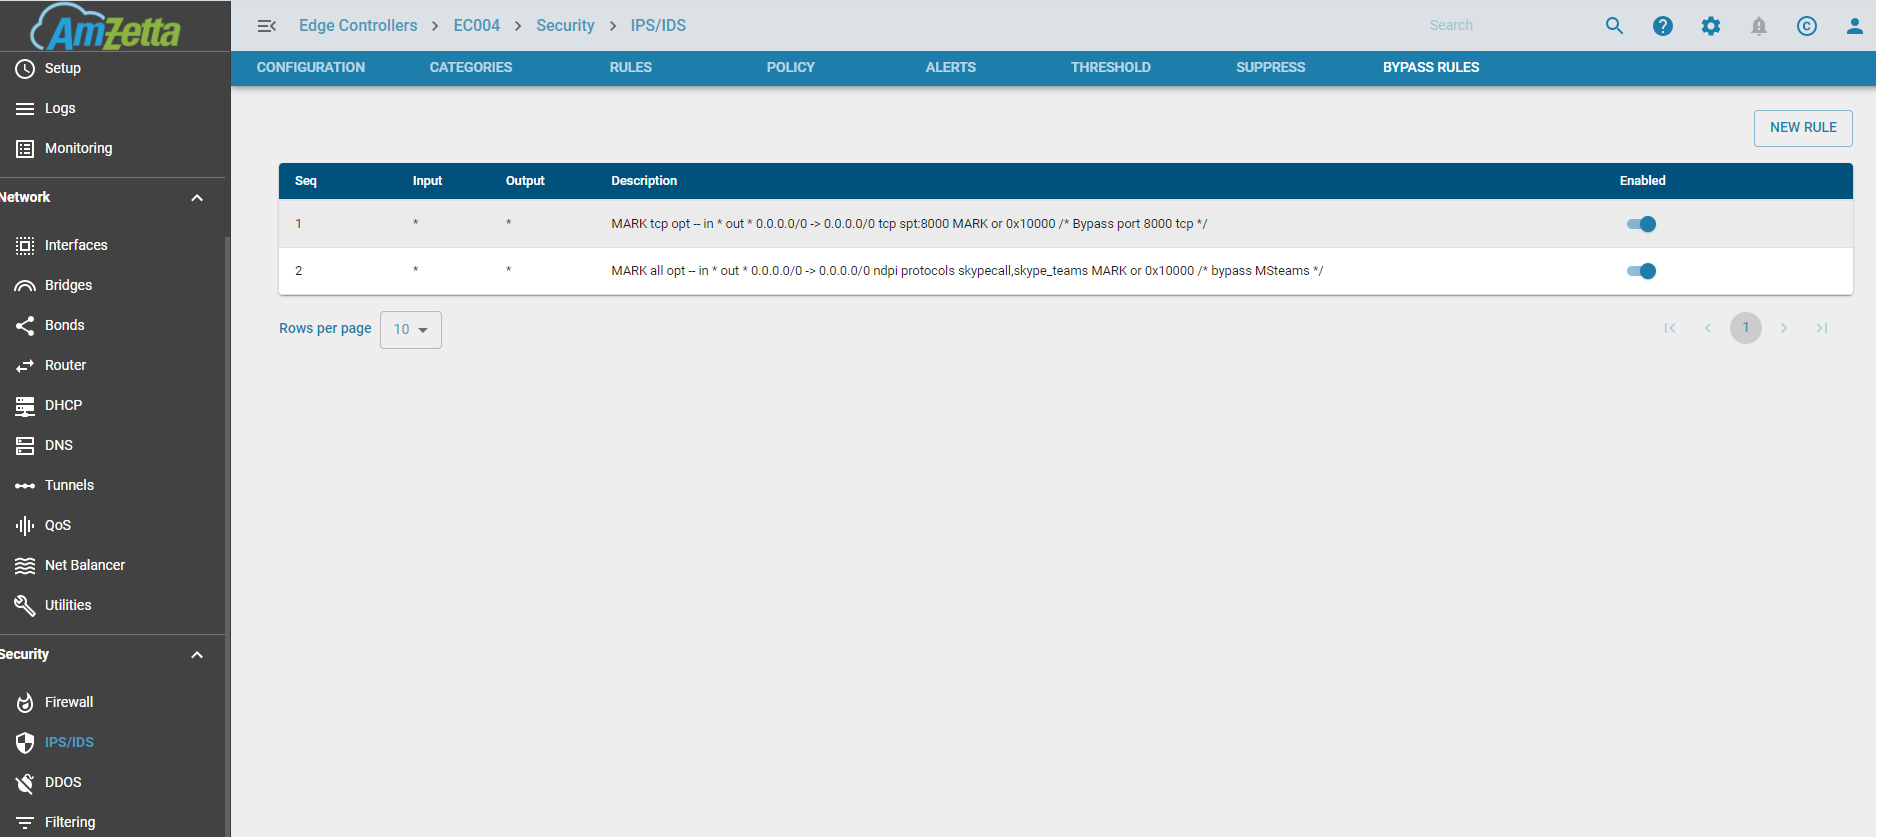 AmZetta
Setup
Logs
Monitoring
Network
Interfaces
Bridges
Bonds
Router
DHCP
DNS
Tunnels
QoS
Net Balancer
Utilities
Security
Firewall
IPS/IDS
DDOS
Filtering
Edge Controllers > EC004 > Security > IPS/IDS
Search
CONFIGURATION CATEGORIES RULES POLICY ALERTS THRESHOLD SUPPRESS BYPASS RULES
NEW RULE
Seq Input Output Description Enabled
1 * * MARK tcp opt -- in * out * 0.0.0.0/0 -> 0.0.0.0/0 tcp spt:8000 MARK or 0x10000 /* Bypass port 8000 tcp */
2 * * MARK all opt -- in * out * 0.0.0.0/0 -> 0.0.0.0/0 ndpi protocols skypecall,skype_teams MARK or 0x10000 /* bypass MSteams */
Rows per page 10
1